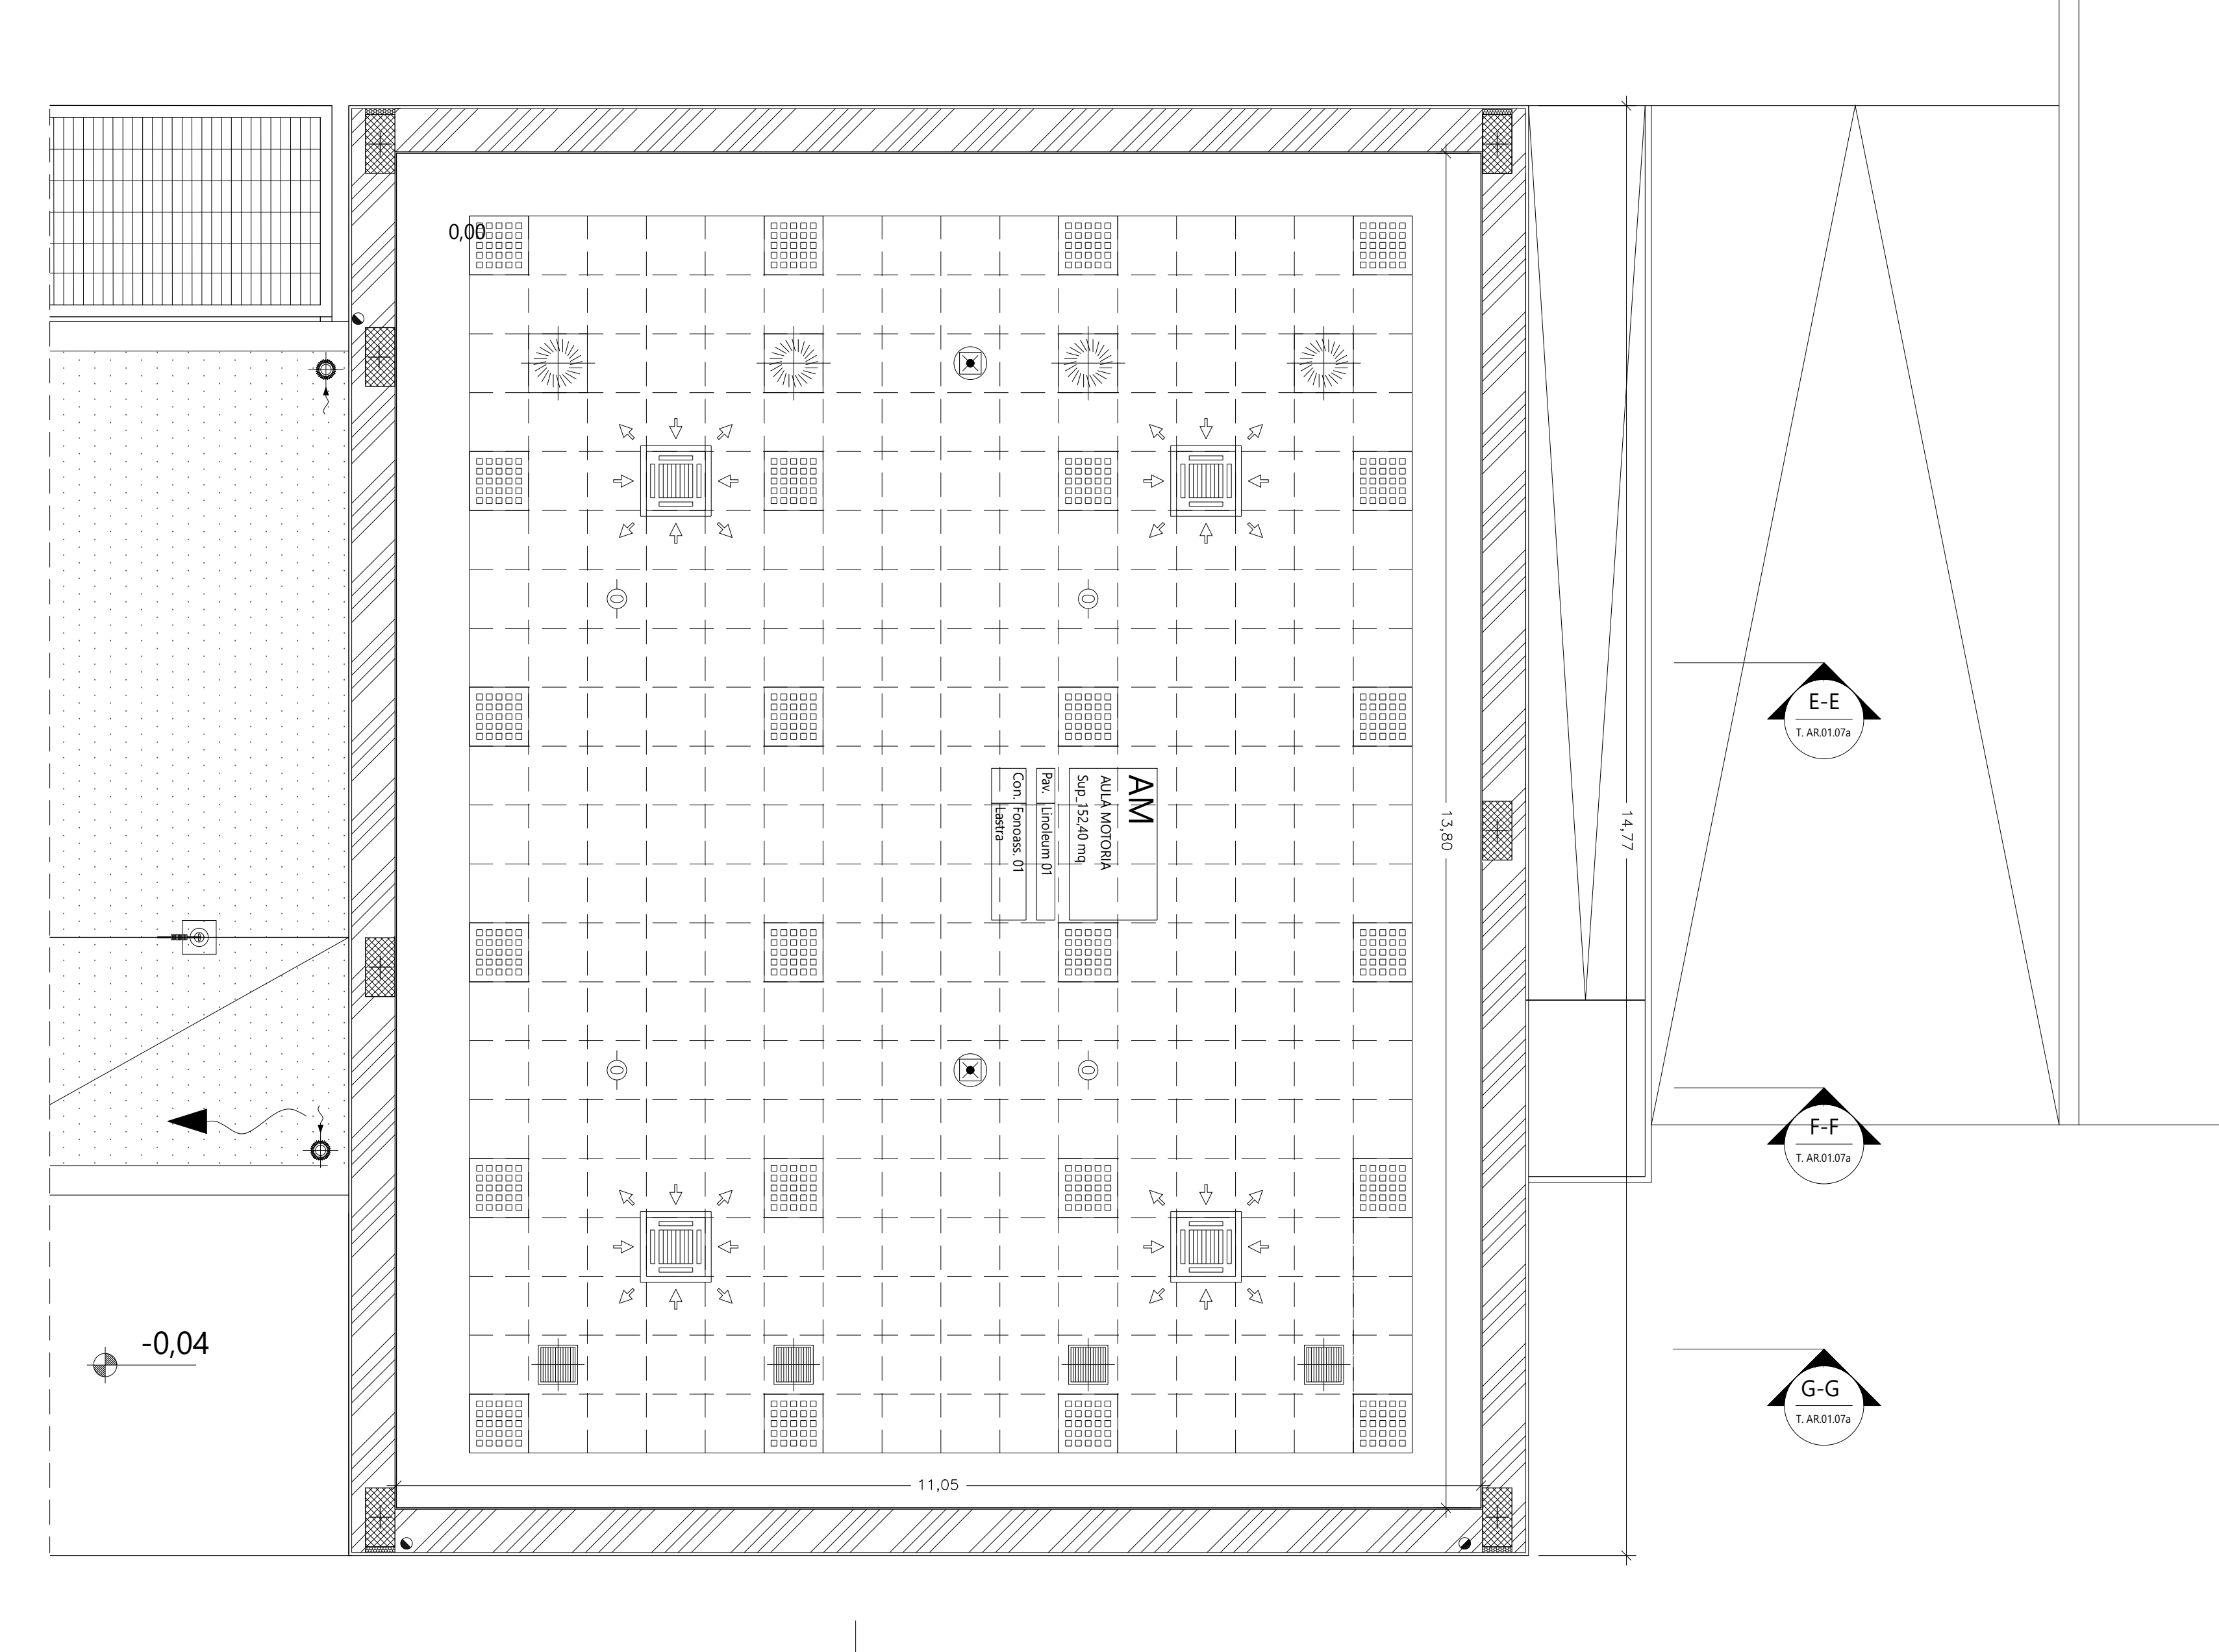 0,00
E-E
T. AR.01.07a
AM
AULA MOTORIA
Sup_152,40 mq
Pav. Linoleum 01
Con. Fonoass. 01
Lastra
13,80
14,77
F-F
T. AR.01.07a
-0,04
G-G
T. AR.01.07a
11,05